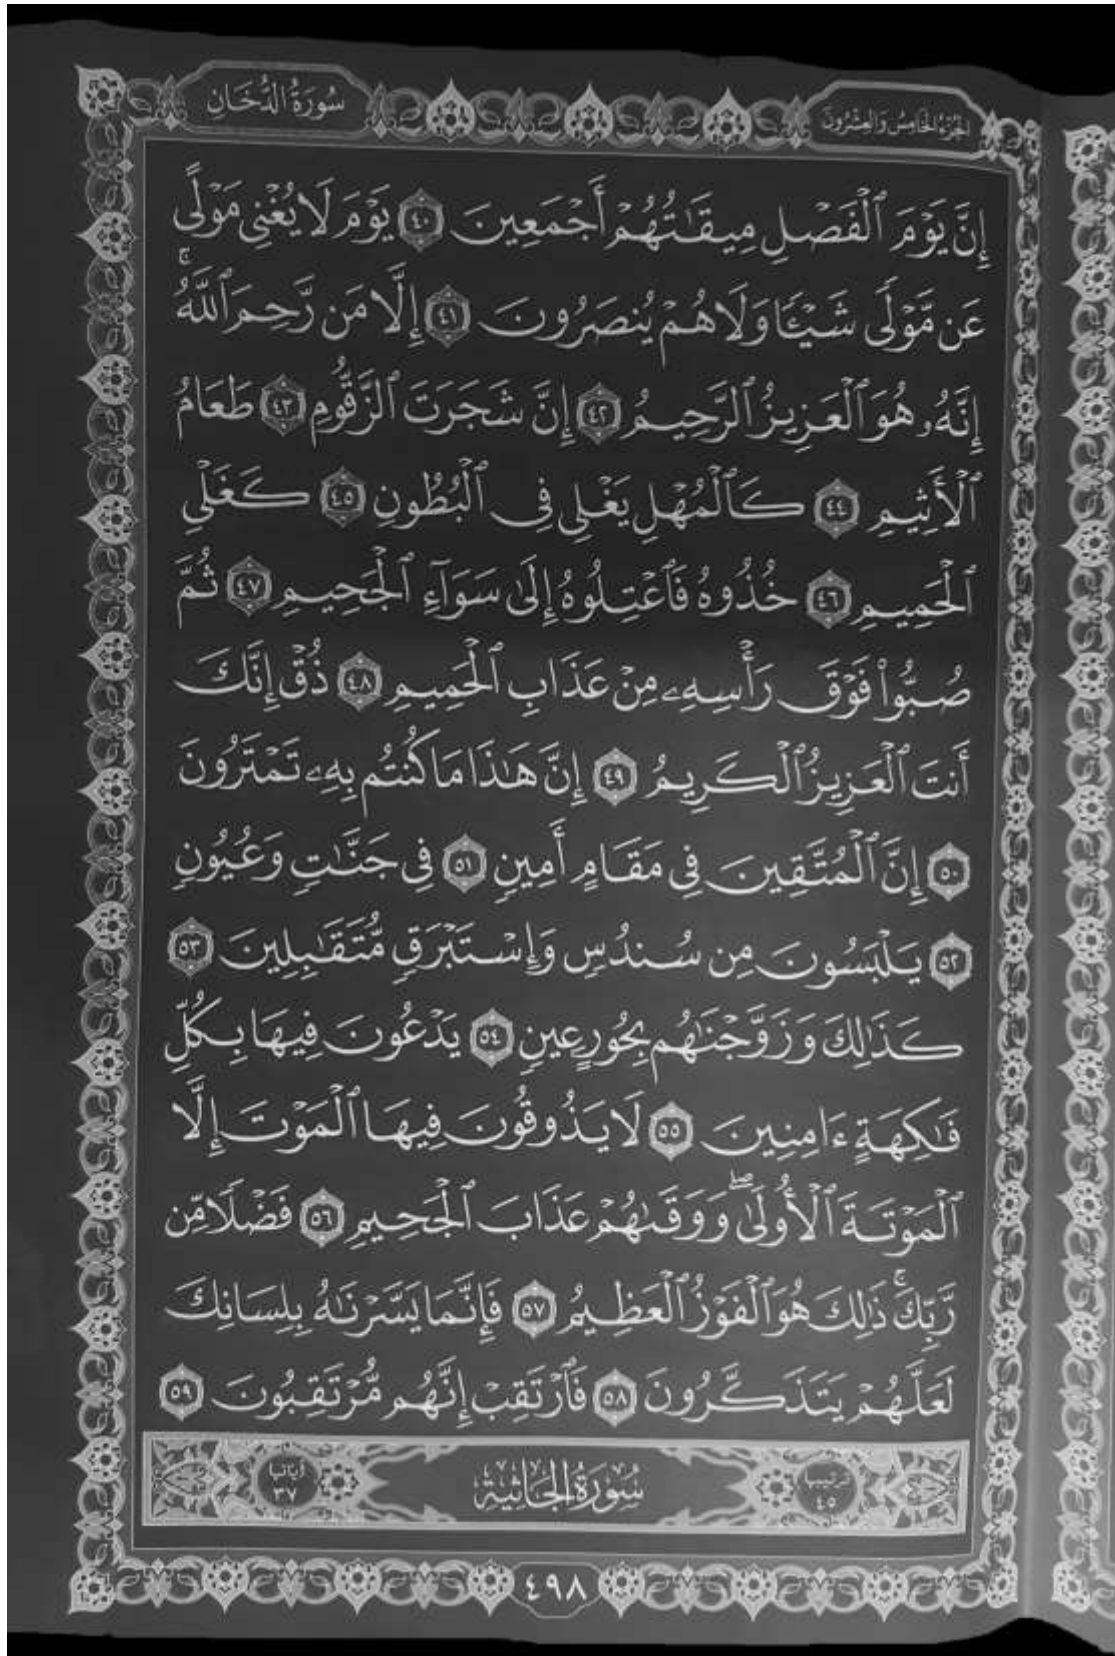 سُورَةُ الدُّخَانِ
الجُزْءُ الخَامِسُ وَالعِشْرُونَ
إِنَّ يَوْمَ ٱلْفَصْلِ مِيقَٰتُهُمْ أَجْمَعِينَ ٤٠ يَوْمَ لَا يُغْنِى مَوْلًى
عَن مَّوْلًى شَيْـًٔا وَلَا هُمْ يُنصَرُونَ ٤١ إِلَّا مَن رَّحِمَ ٱللَّهُۚ
إِنَّهُۥ هُوَ ٱلْعَزِيزُ ٱلرَّحِيمُ ٤٢ إِنَّ شَجَرَتَ ٱلزَّقُّومِ ٤٣ طَعَامُ
ٱلْأَثِيمِ ٤٤ كَٱلْمُهْلِ يَغْلِى فِى ٱلْبُطُونِ ٤٥ كَغَلْىِ
ٱلْحَمِيمِ ٤٦ خُذُوهُ فَٱعْتِلُوهُ إِلَىٰ سَوَآءِ ٱلْجَحِيمِ ٤٧ ثُمَّ
صُبُّوا۟ فَوْقَ رَأْسِهِۦ مِنْ عَذَابِ ٱلْحَمِيمِ ٤٨ ذُقْ إِنَّكَ
أَنتَ ٱلْعَزِيزُ ٱلْكَرِيمُ ٤٩ إِنَّ هَٰذَا مَا كُنتُم بِهِۦ تَمْتَرُونَ
٥٠ إِنَّ ٱلْمُتَّقِينَ فِى مَقَامٍ أَمِينٍ ٥١ فِى جَنَّٰتٍ وَعُيُونٍ
٥٢ يَلْبَسُونَ مِن سُندُسٍ وَإِسْتَبْرَقٍ مُّتَقَٰبِلِينَ ٥٣
كَذَٰلِكَ وَزَوَّجْنَٰهُم بِحُورٍ عِينٍ ٥٤ يَدْعُونَ فِيهَا بِكُلِّ
فَٰكِهَةٍ ءَامِنِينَ ٥٥ لَا يَذُوقُونَ فِيهَا ٱلْمَوْتَ إِلَّا
ٱلْمَوْتَةَ ٱلْأُولَىٰۖ وَوَقَىٰهُمْ عَذَابَ ٱلْجَحِيمِ ٥٦ فَضْلًا مِّن
رَّبِّكَۚ ذَٰلِكَ هُوَ ٱلْفَوْزُ ٱلْعَظِيمُ ٥٧ فَإِنَّمَا يَسَّرْنَٰهُ بِلِسَانِكَ
لَعَلَّهُمْ يَتَذَكَّرُونَ ٥٨ فَٱرْتَقِبْ إِنَّهُم مُّرْتَقِبُونَ ٥٩
ترتيبها ٤٥ سُورَةُ الجَاثِيَةِ آياتها ٣٧
٤٩٨